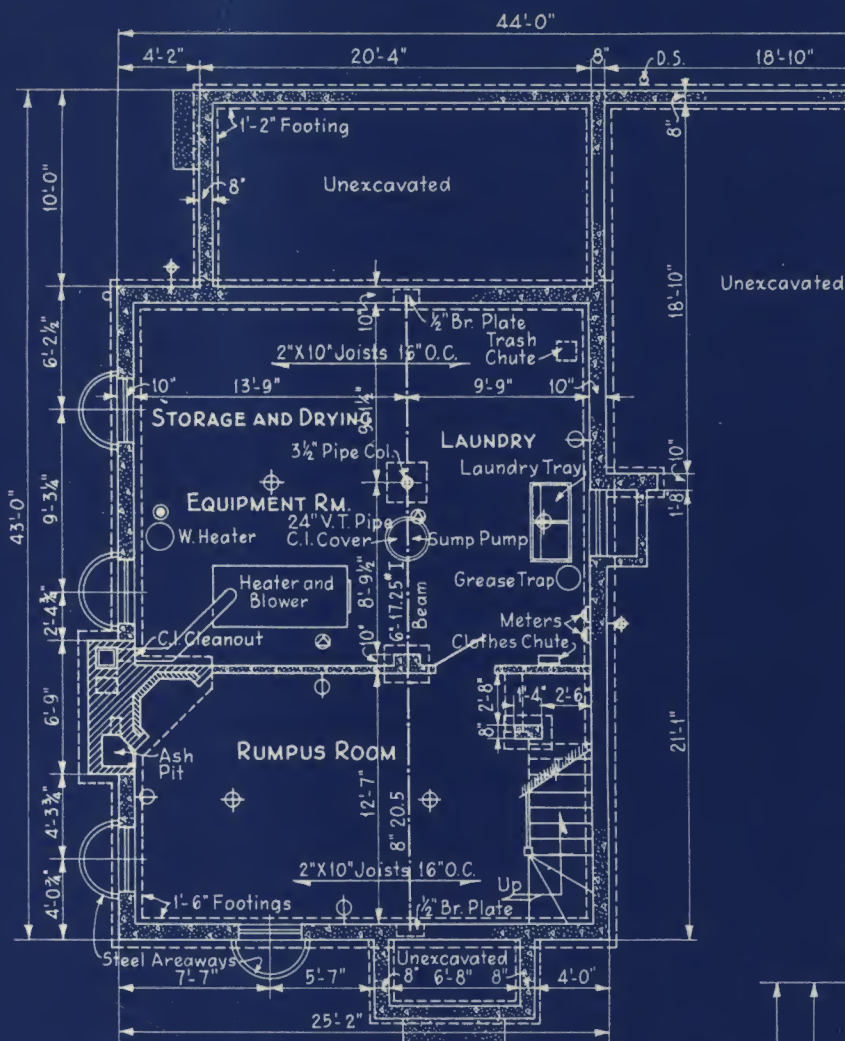 44'-0"
4'-2"
20'-4"
8"
D.S.
18'-10"
1'-2" Footing
8"
Unexcavated
8"
10'-0"
Unexcavated
18'-10"
10"
½" Br. Plate
Trash
Chute
2"X10" Joists 16" O.C.
6'-2½"
10"
13'-9"
9'-9"
10"
STORAGE AND DRYING
9'-1¼"
LAUNDRY
3½" Pipe Col.
Laundry Tray
10"
1'-8"
43'-0"
9'-3¼"
EQUIPMENT RM.
24" V.T. Pipe
C.I. Cover
Sump Pump
W. Heater
Heater and
Blower
Grease Trap
8'-9½"
6" 17.25# I
Beam
2'-4¾"
Meters
Clothes Chute
C.I. Cleanout
10"
6'-9"
2'-8"
1'-4"
2'-6"
8"
RUMPUS ROOM
Ash
Pit
21'-1"
12'-7"
4'-3¾"
8" 20.5
2"X10" Joists 16" O.C.
Up
4'-0¼"
1'-6" Footings
½" Br. Plate
Steel Areaways
Unexcavated
7'-7"
5'-7"
8"
6'-8"
8"
4'-0"
25'-2"